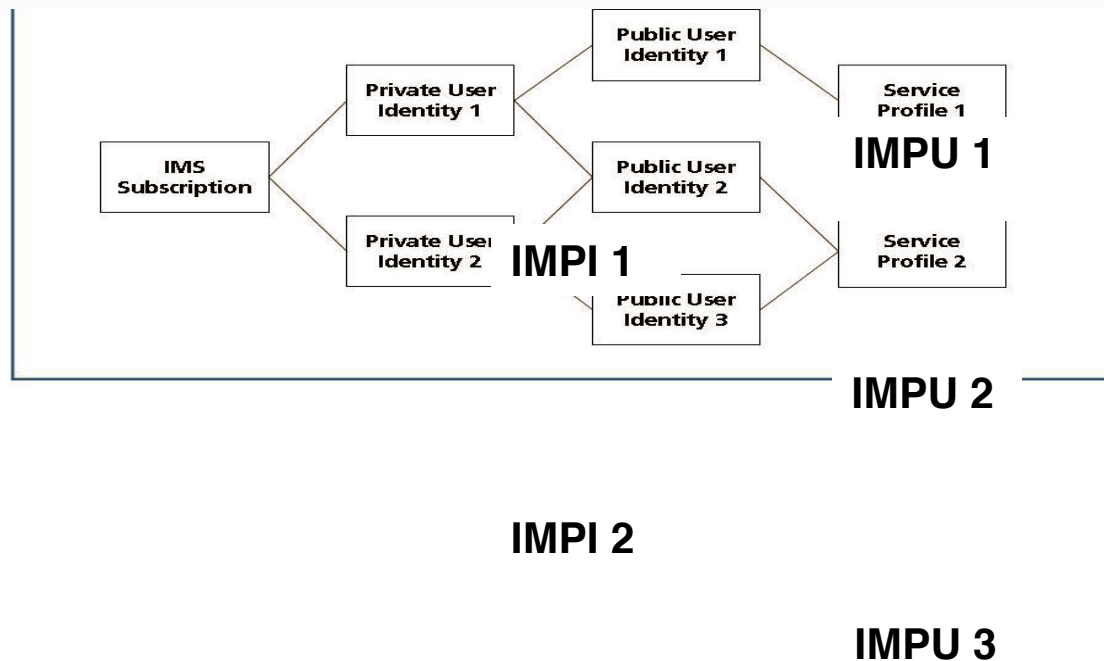 Public User
Identity 1
Private User
Identity 1
Service
Profile 1
IMPU 1
IMS
Subscription
Public User
Identity 2
Private User
Identity 2
IMPI 1
Service
Profile 2
Public User
Identity 3
IMPU 2
IMPI 2
IMPU 3